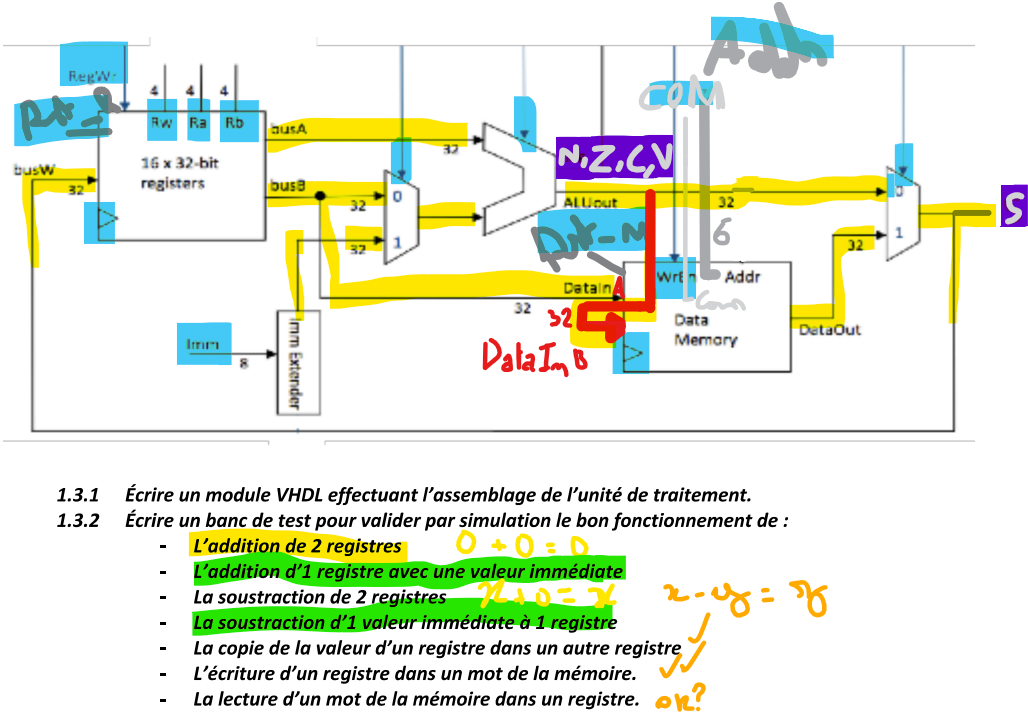 Addr
RegWr
COM
4 4 4
Rst_
Rw Ra Rb
busA
32
N,Z,C,V
busW
32
16 x 32-bit
registers
busB
32
0
ALUout
32
0
S
1
32
6
1
32
WrEn
Addr
DataIn
A
32
Com
32
Data
Memory
DataOut
Imm
8
Imm Extender
DataIn B
1.3.1 Écrire un module VHDL effectuant l’assemblage de l’unité de traitement.
1.3.2 Écrire un banc de test pour valider par simulation le bon fonctionnement de :
- L’addition de 2 registres 0 + 0 = 0
- L’addition d’1 registre avec une valeur immédiate
- La soustraction de 2 registres x + 0 = x x - y = z
- La soustraction d’1 valeur immédiate à 1 registre
- La copie de la valeur d’un registre dans un autre registre
- L’écriture d’un registre dans un mot de la mémoire.
- La lecture d’un mot de la mémoire dans un registre. OK?